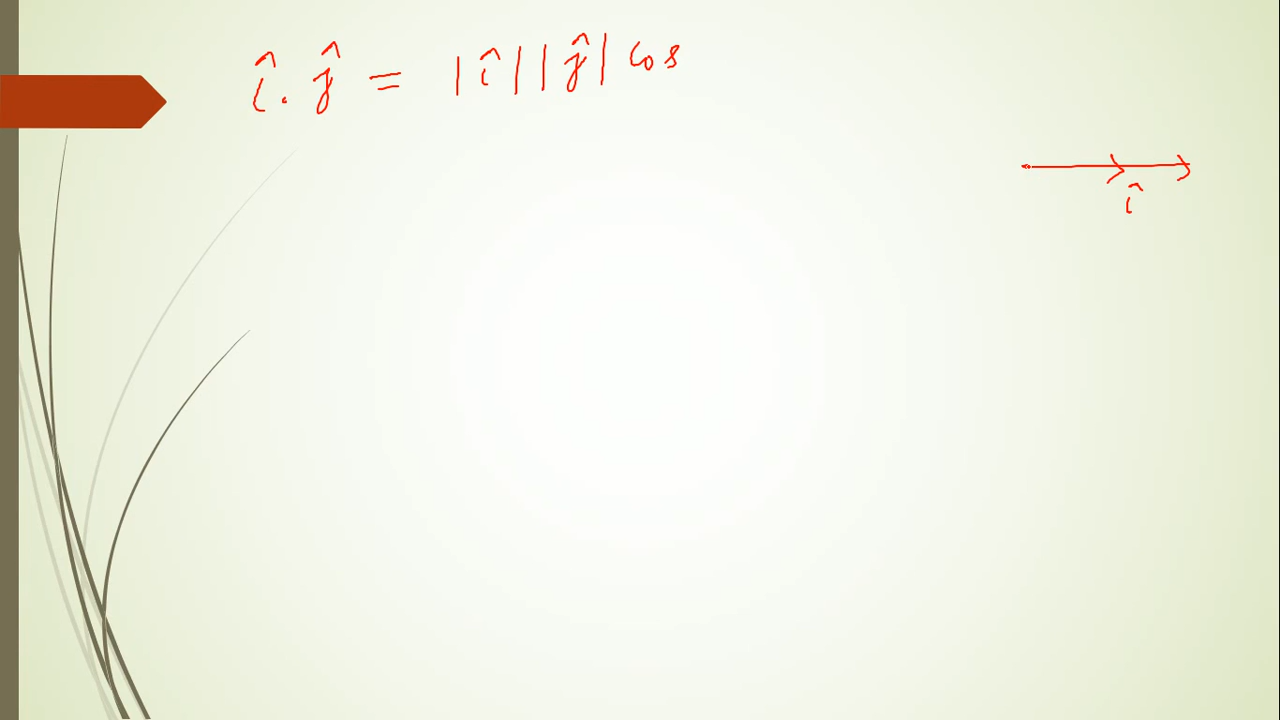 î . ĵ = |î| |ĵ| cos
î